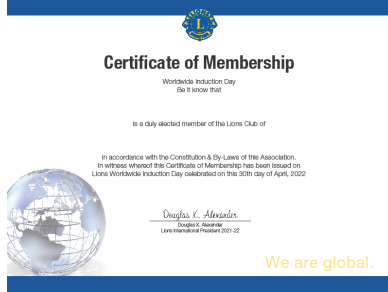 LIONS
L
INTERNATIONAL
Certificate of Membership
Worldwide Induction Day
Be it know that
is a duly elected member of the Lions Club of
In accordance with the Constitution & By-Laws of this Association.
In witness whereof this Certificate of Membership has been issued on
Lions Worldwide Induction Day celebrated on this 30th day of April, 2022
Douglas X. Alexander
Douglas X. Alexander
Lions International President 2021-22
We are global.